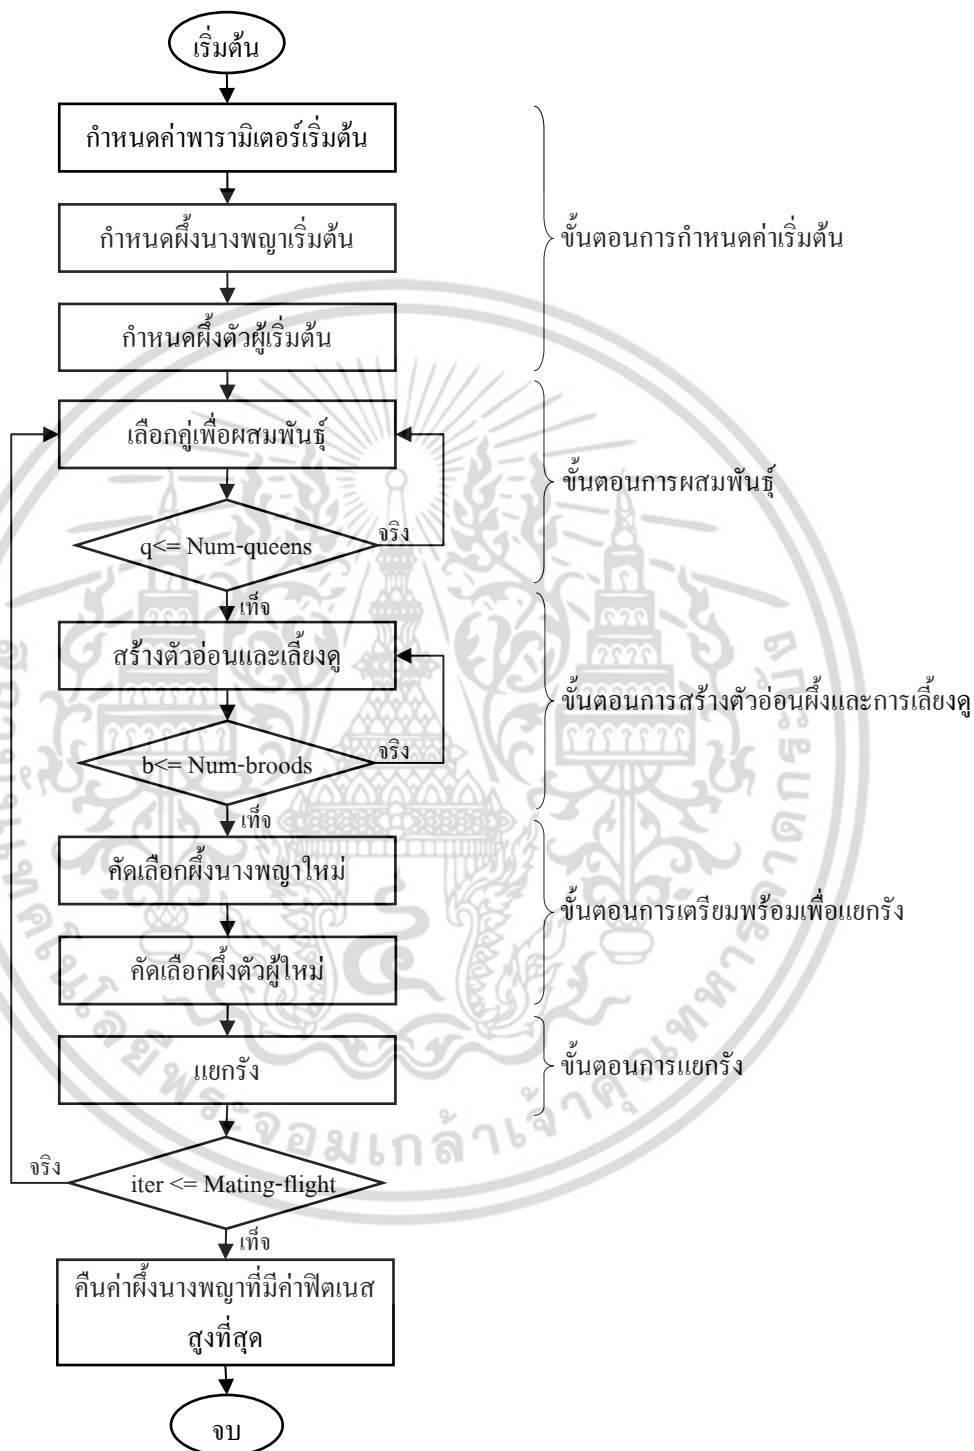 เริ่มต้น
กำหนดค่าพารามิเตอร์เริ่มต้น
กำหนดผึ้งนางพญาเริ่มต้น
ขั้นตอนการกำหนดค่าเริ่มต้น
กำหนดผึ้งตัวผู้เริ่มต้น
เลือกคู่เพื่อผสมพันธุ์
ขั้นตอนการผสมพันธุ์
q<= Num-queens
จริง
เท็จ
สร้างตัวอ่อนและเลี้ยงดู
ขั้นตอนการสร้างตัวอ่อนผึ้งและการเลี้ยงดู
b<= Num-broods
จริง
เท็จ
คัดเลือกผึ้งนางพญาใหม่
ขั้นตอนการเตรียมพร้อมเพื่อแยกรัง
คัดเลือกผึ้งตัวผู้ใหม่
แยกรัง
ขั้นตอนการแยกรัง
จริง
iter <= Mating-flight
เท็จ
คืนค่าผึ้งนางพญาที่มีค่าฟิตเนส
สูงที่สุด
จบ